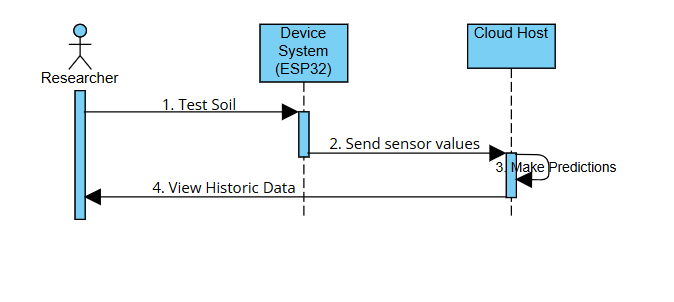 Researcher
Device
System
(ESP32)
Cloud Host
1. Test Soil
2. Send sensor values
3. Make Predictions
4. View Historic Data